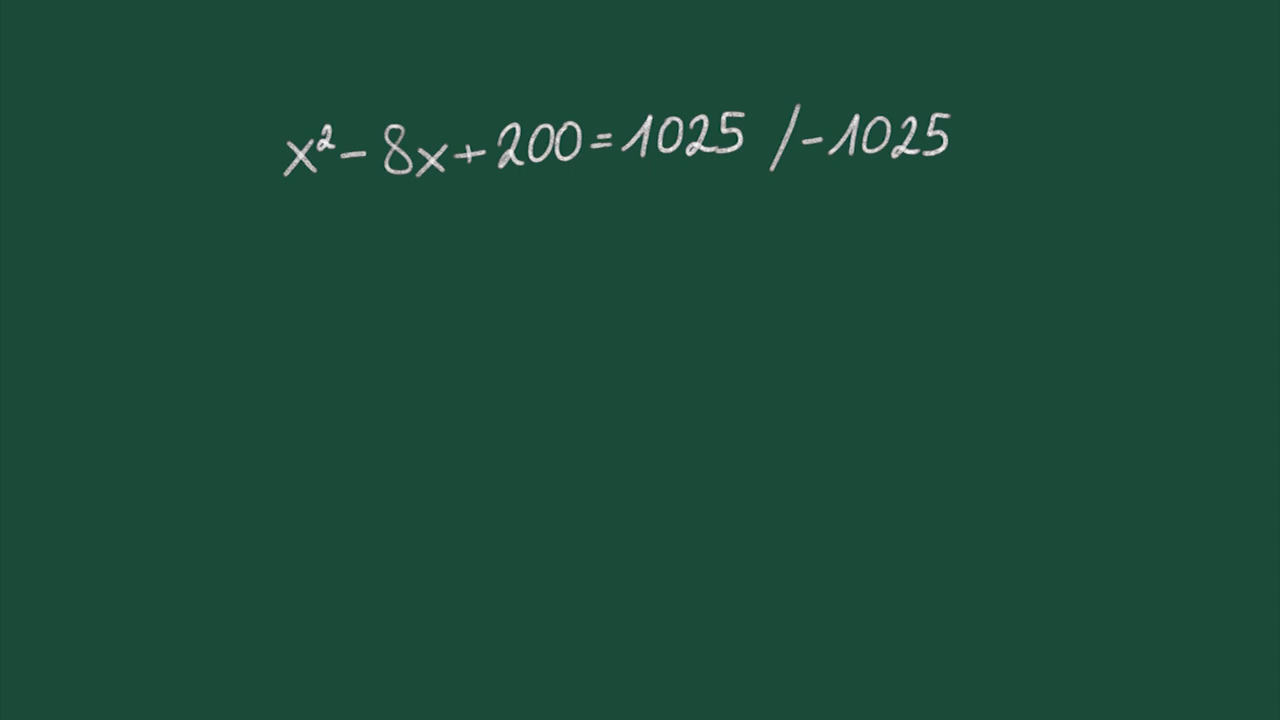 x² - 8x + 200 = 1025 / - 1025